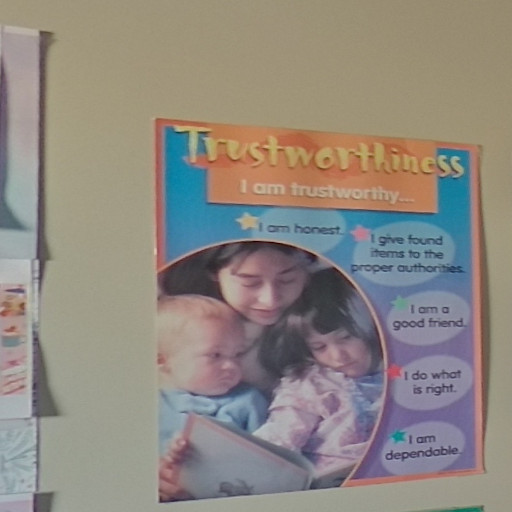 Trustworthiness
I am trustworthy...
I am honest.
I give found
items to the
proper authorities.
I am a
good friend.
I do what
is right.
I am
dependable.